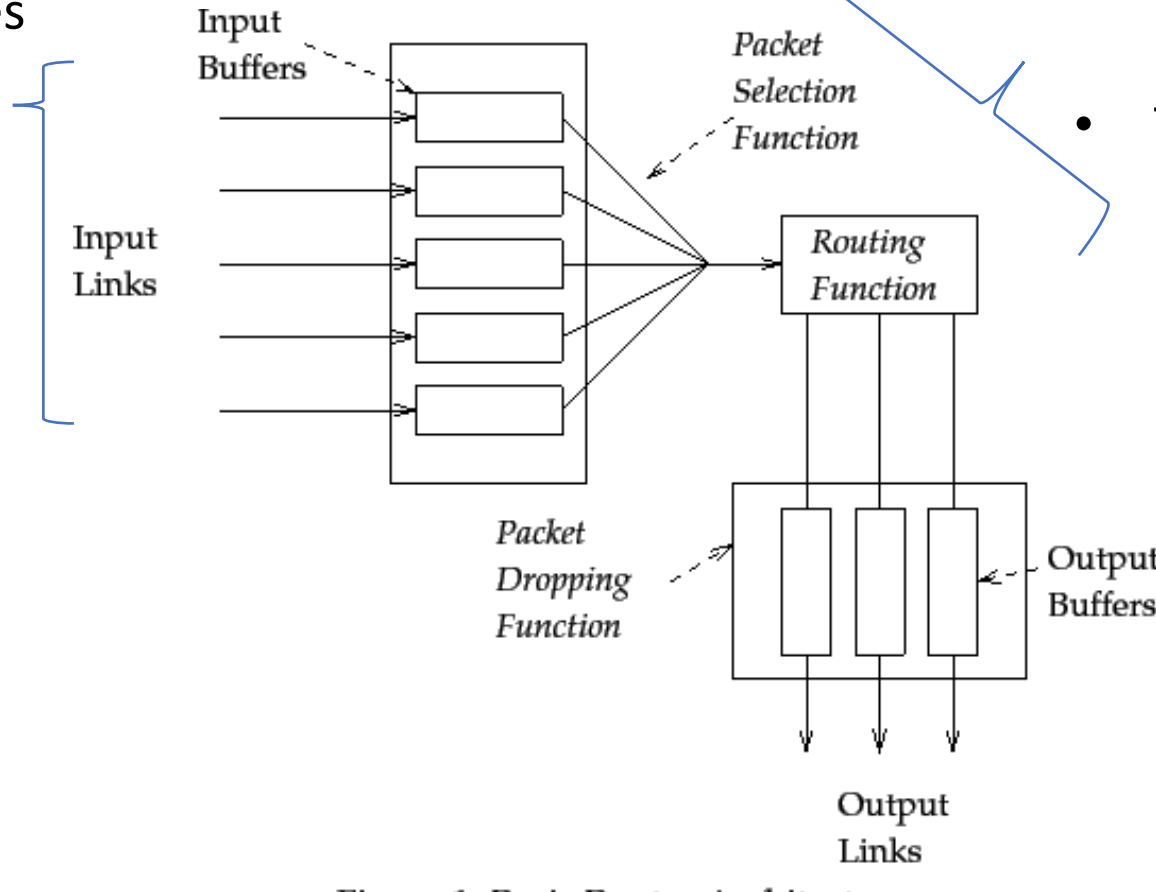 Input
Buffers
Packet
Selection
Function
Input
Links
Routing
Function
Packet
Dropping
Function
Output
Buffers
Output
Links